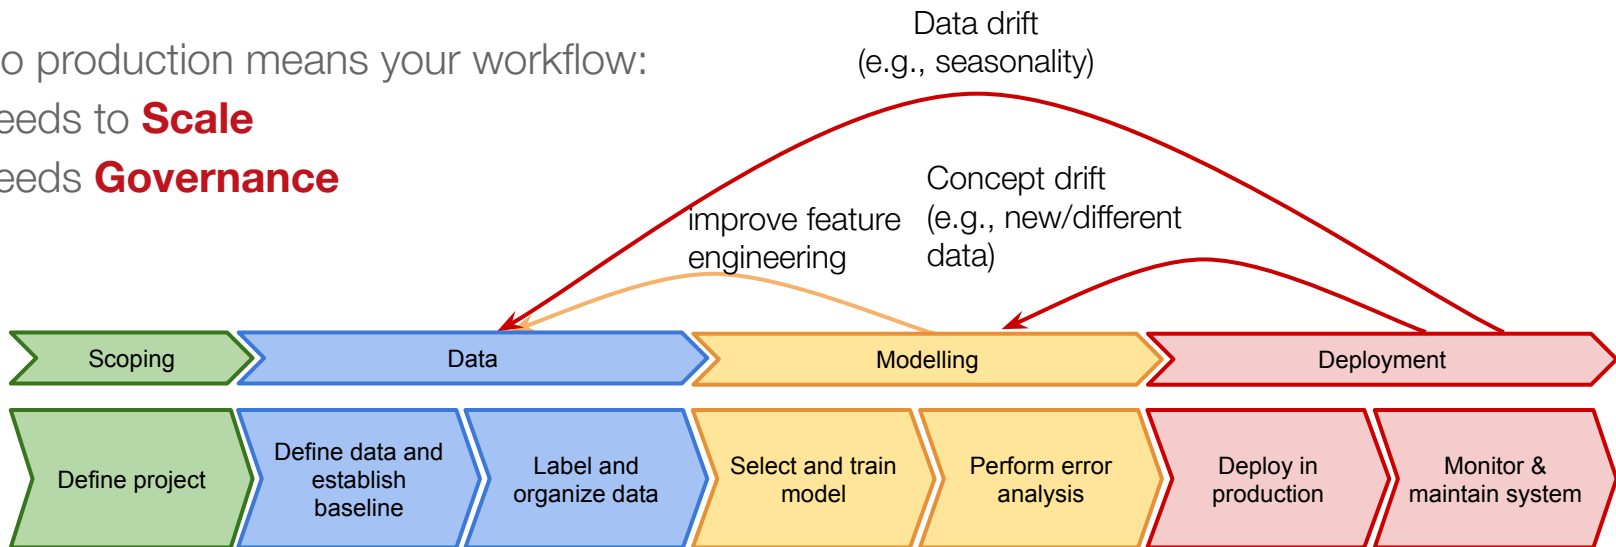 o production means your workflow:
eeds to Scale
eeds Governance
Data drift
(e.g., seasonality)
Concept drift
(e.g., new/different
data)
improve feature
engineering
Scoping
Data
Modelling
Deployment
Define project
Define data and
establish
baseline
Label and
organize data
Select and train
model
Perform error
analysis
Deploy in
production
Monitor &
maintain system